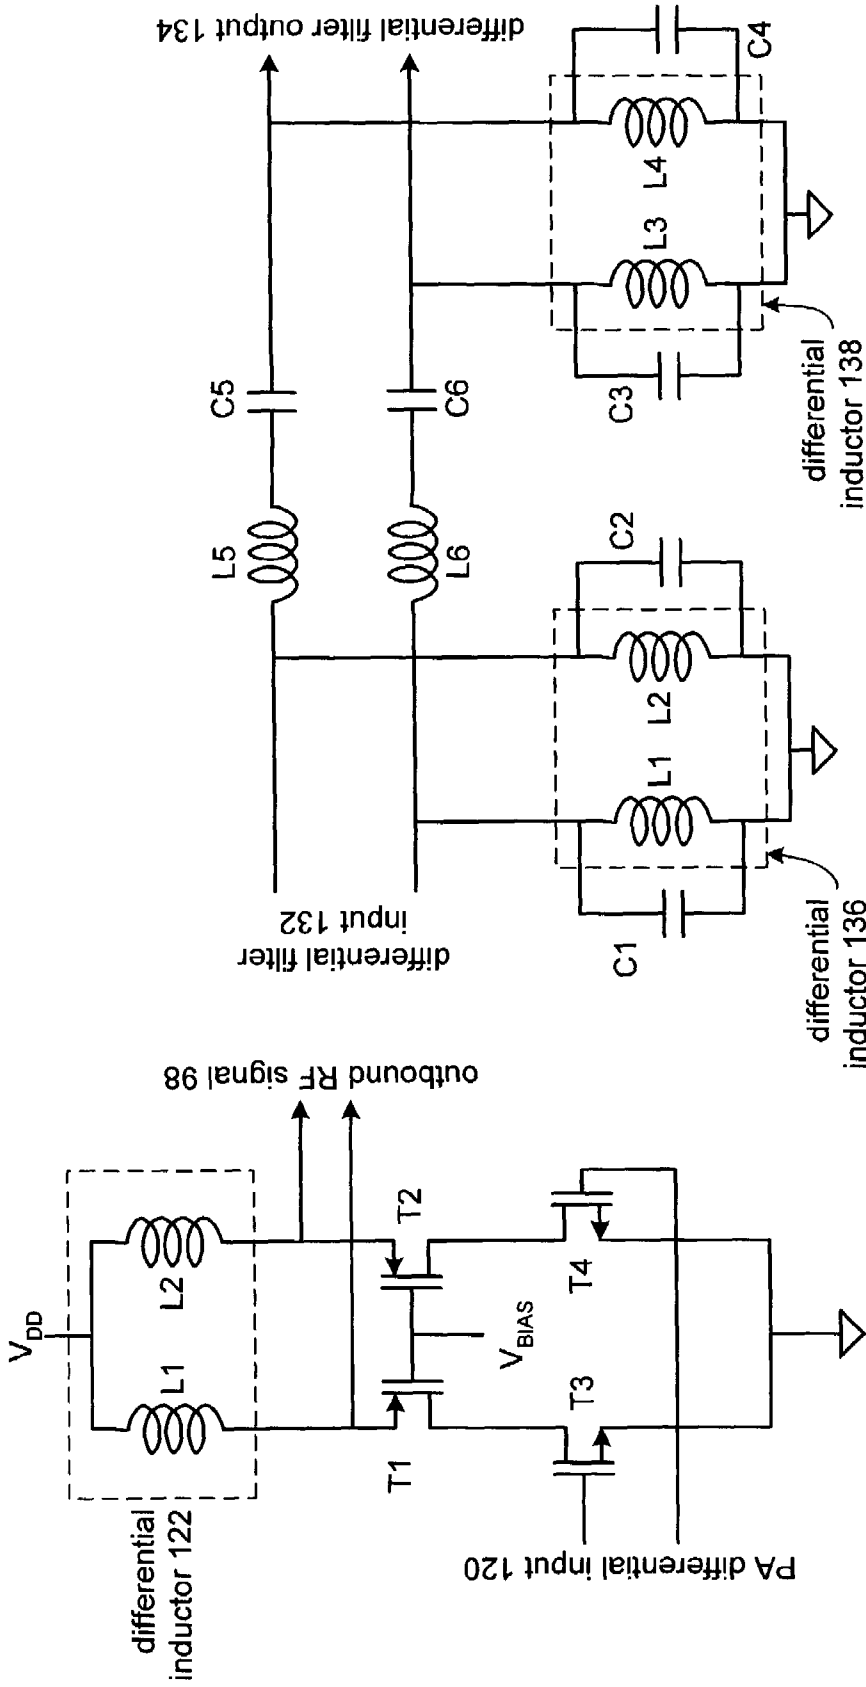 V_DD
L1
L2
differential
inductor 122
outbound RF signal 98
T1
T2
V_BIAS
T3
T4
PA differential input 120
differential filter
input 132
L5
C5
L6
C6
differential filter output 134
C1
L1
L2
C2
differential
inductor 136
C3
L3
L4
C4
differential
inductor 138